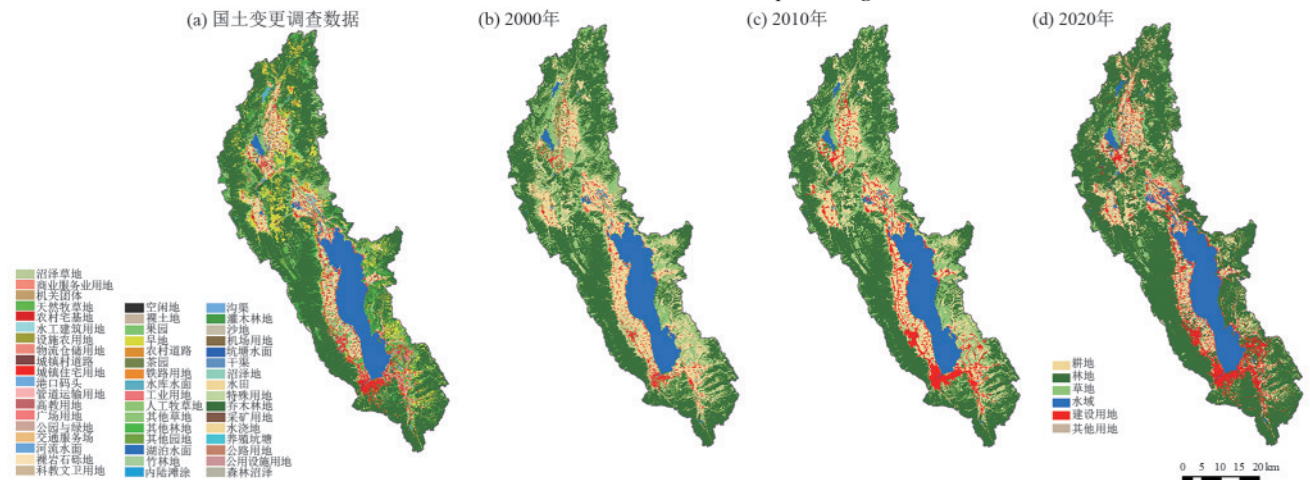 (a) 国土变更调查数据
(b) 2000年
(c) 2010年
(d) 2020年
沼泽草地
商业服务业用地
机关团体
天然牧草地
农村宅基地
水工建筑用地
设施农用地
物流仓储用地
城镇村道路
城镇住宅用地
港口码头
管道运输用地
高教用地
广场用地
公园与绿地
交通服务场
河流水面
裸岩石砾地
科教文卫用地
空闲地
裸土地
果园
旱地
农村道路
茶园
铁路用地
水库水面
工业用地
人工牧草地
其他草地
其他林地
其他园地
湖泊水面
竹林地
内陆滩涂
沟渠
灌木林地
沙地
机场用地
坑塘水面
干渠
沼泽地
水田
特殊用地
乔木林地
采矿用地
水浇地
养殖坑塘
公路用地
公用设施用地
森林沼泽
耕地
林地
草地
水域
建设用地
其他用地
0 5 10 15 20 km